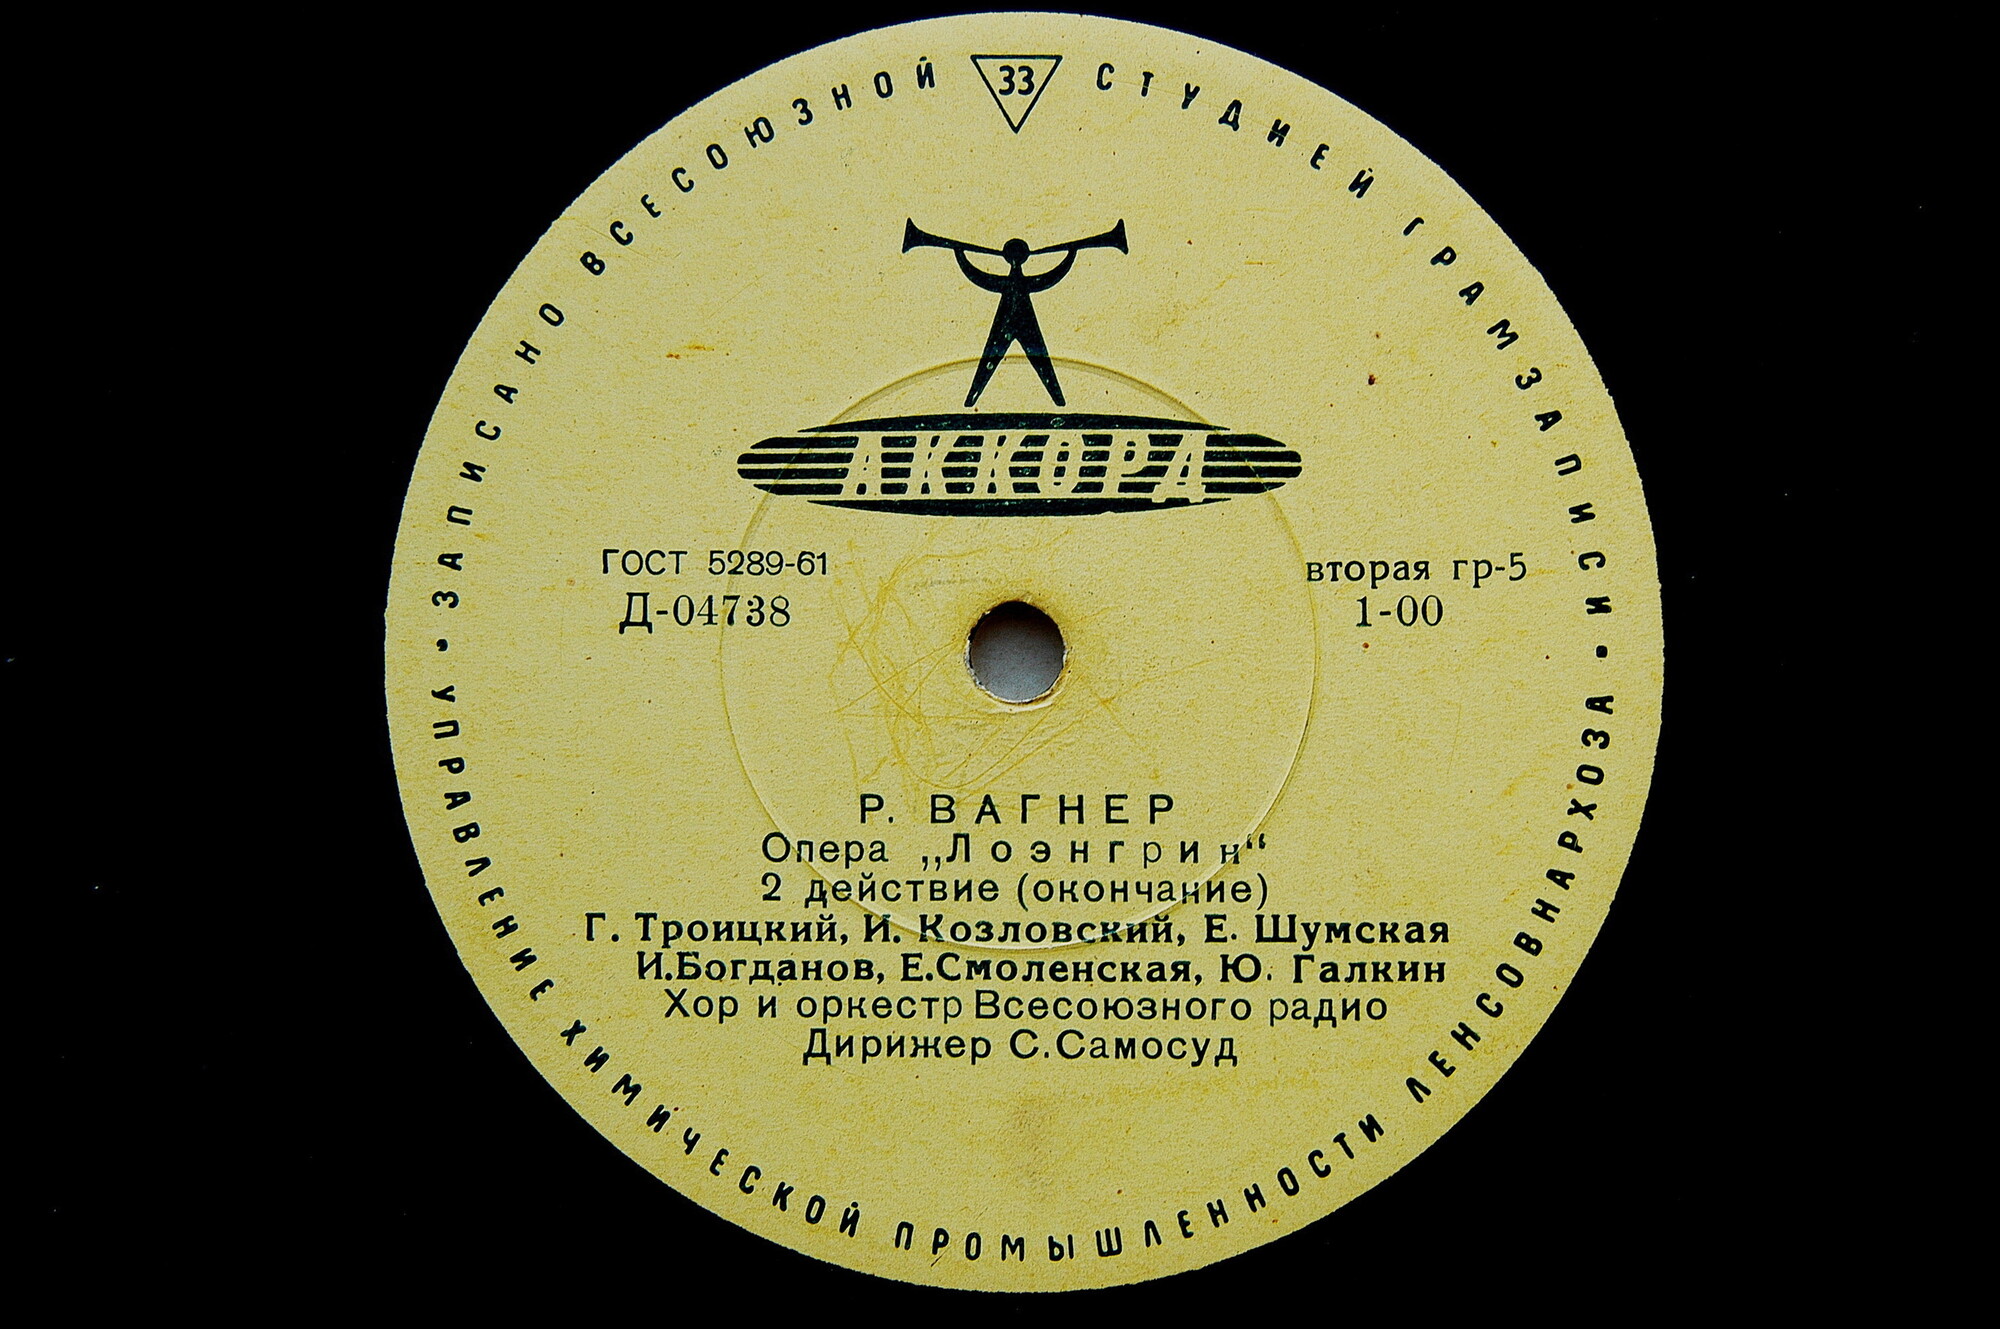 ЗАПИСАНО ВСЕСОЮЗНОЙ СТУДИЕЙ ГРАМЗАПИСИ •
33
АККОРД
ГОСТ 5289-61
Д-04738
вторая гр-5
1-00
Р. ВАГНЕР
Опера „Лоэнгрин“
2 действие (окончание)
Г. Троицкий, И. Козловский, Е. Шумская
И.Богданов, Е.Смоленская, Ю. Галкин
Хор и оркестр Всесоюзного радио
Дирижер С.Самосуд
УПРАВЛЕНИЕ ХИМИЧЕСКОЙ ПРОМЫШЛЕННОСТИ ЛЕНСОВНАРХОЗА •